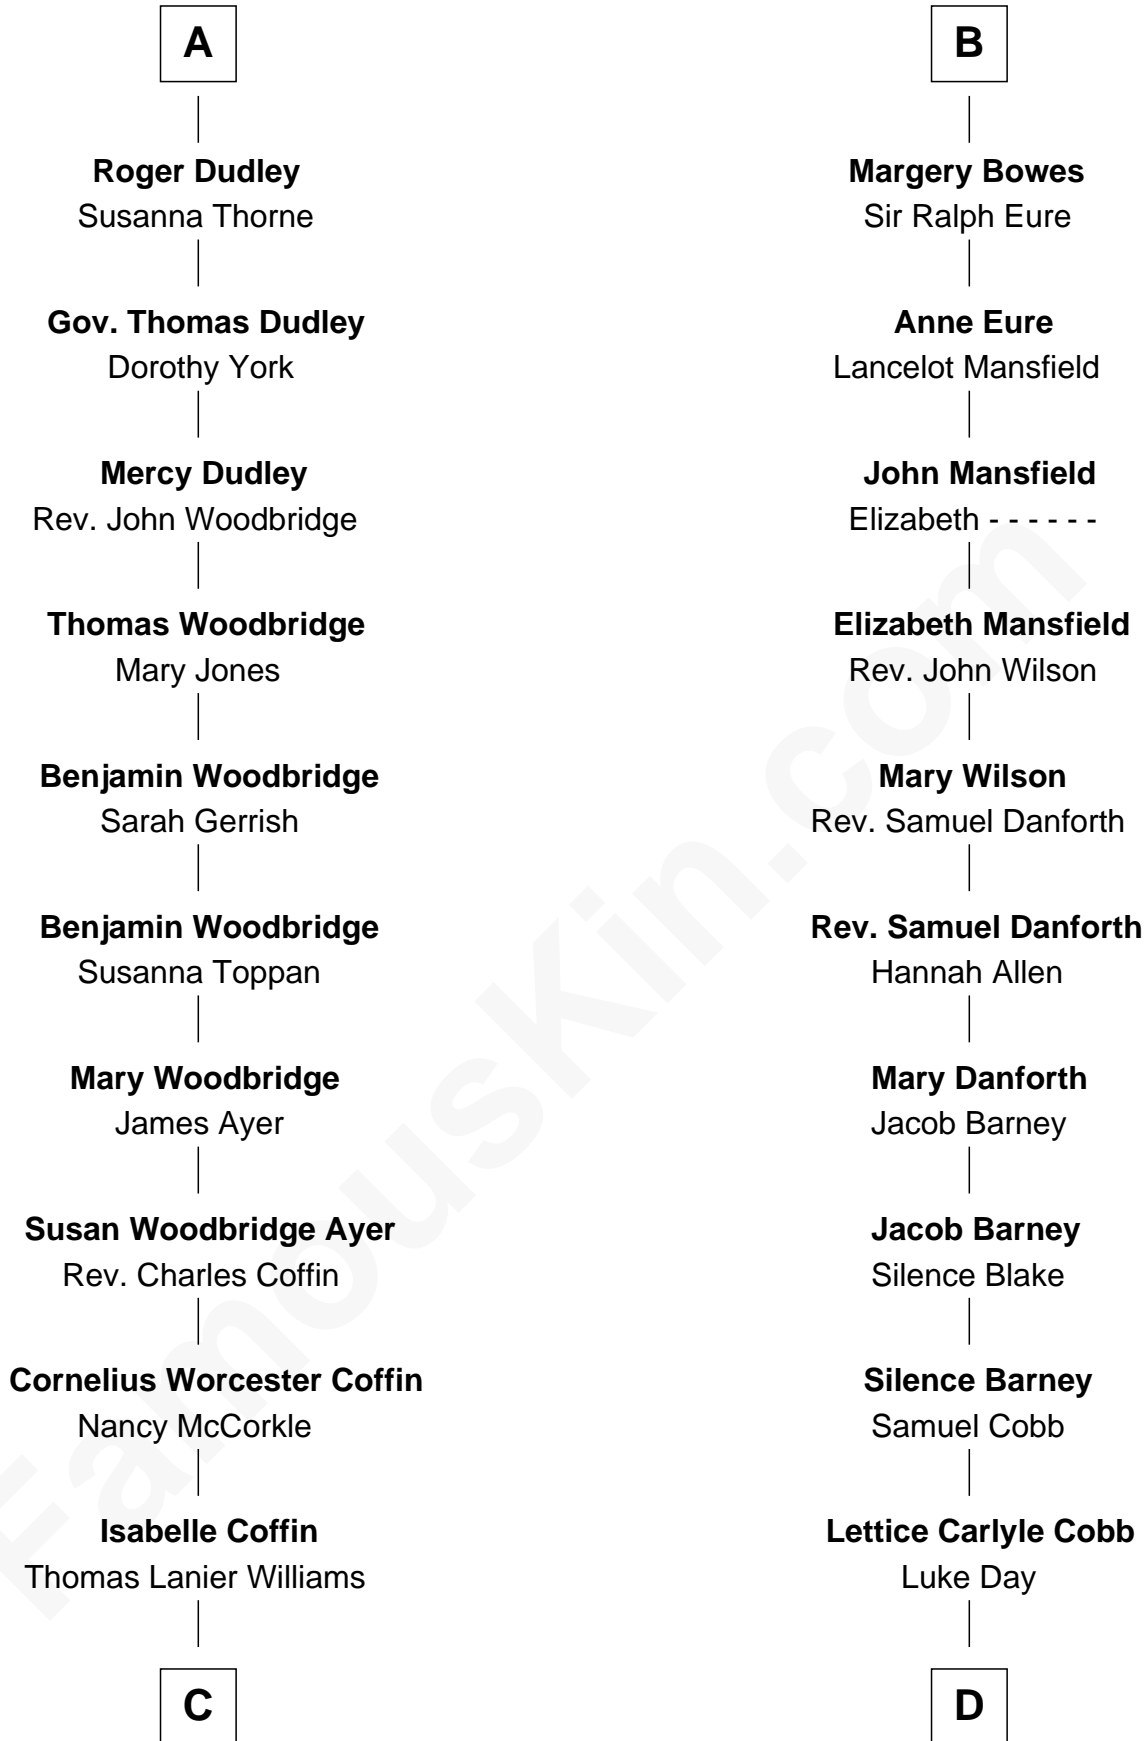 A
Roger Dudley
Susanna Thorne
Gov. Thomas Dudley
Dorothy York
Mercy Dudley
Rev. John Woodbridge
Thomas Woodbridge
Mary Jones
Benjamin Woodbridge
Sarah Gerrish
Benjamin Woodbridge
Susanna Toppan
Mary Woodbridge
James Ayer
Susan Woodbridge Ayer
Rev. Charles Coffin
Cornelius Worcester Coffin
Nancy McCorkle
Isabelle Coffin
Thomas Lanier Williams
C
B
Margery Bowes
Sir Ralph Eure
Anne Eure
Lancelot Mansfield
John Mansfield
Elizabeth - - - - - -
Elizabeth Mansfield
Rev. John Wilson
Mary Wilson
Rev. Samuel Danforth
Rev. Samuel Danforth
Hannah Allen
Mary Danforth
Jacob Barney
Jacob Barney
Silence Blake
Silence Barney
Samuel Cobb
Lettice Carlyle Cobb
Luke Day
D
FamousKin.com